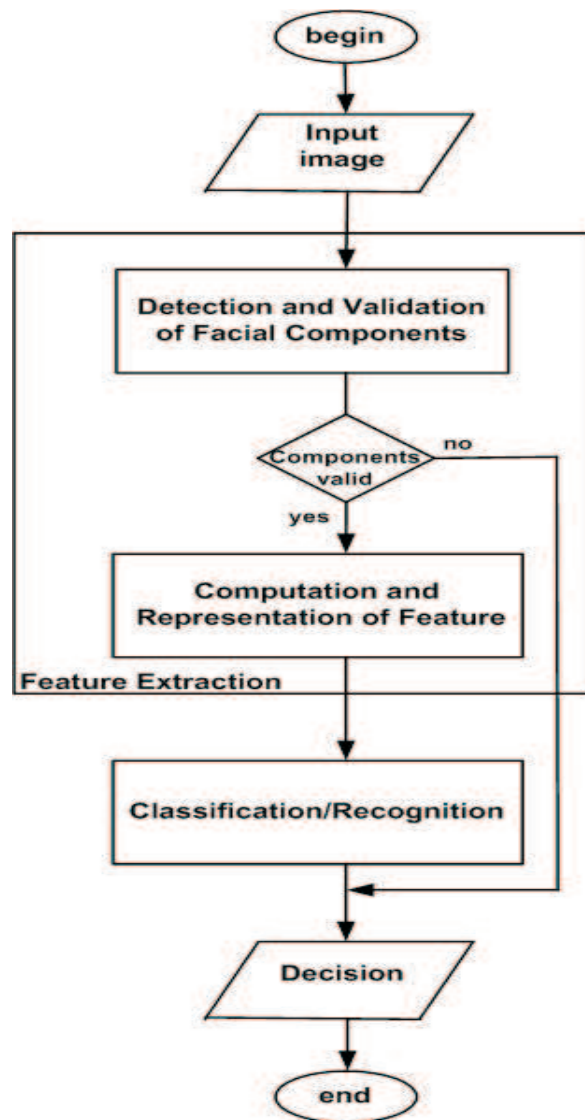 begin
Input
image
Detection and Validation
of Facial Components
Components
valid
no
yes
Computation and
Representation of Feature
Feature Extraction
Classification/Recognition
Decision
end